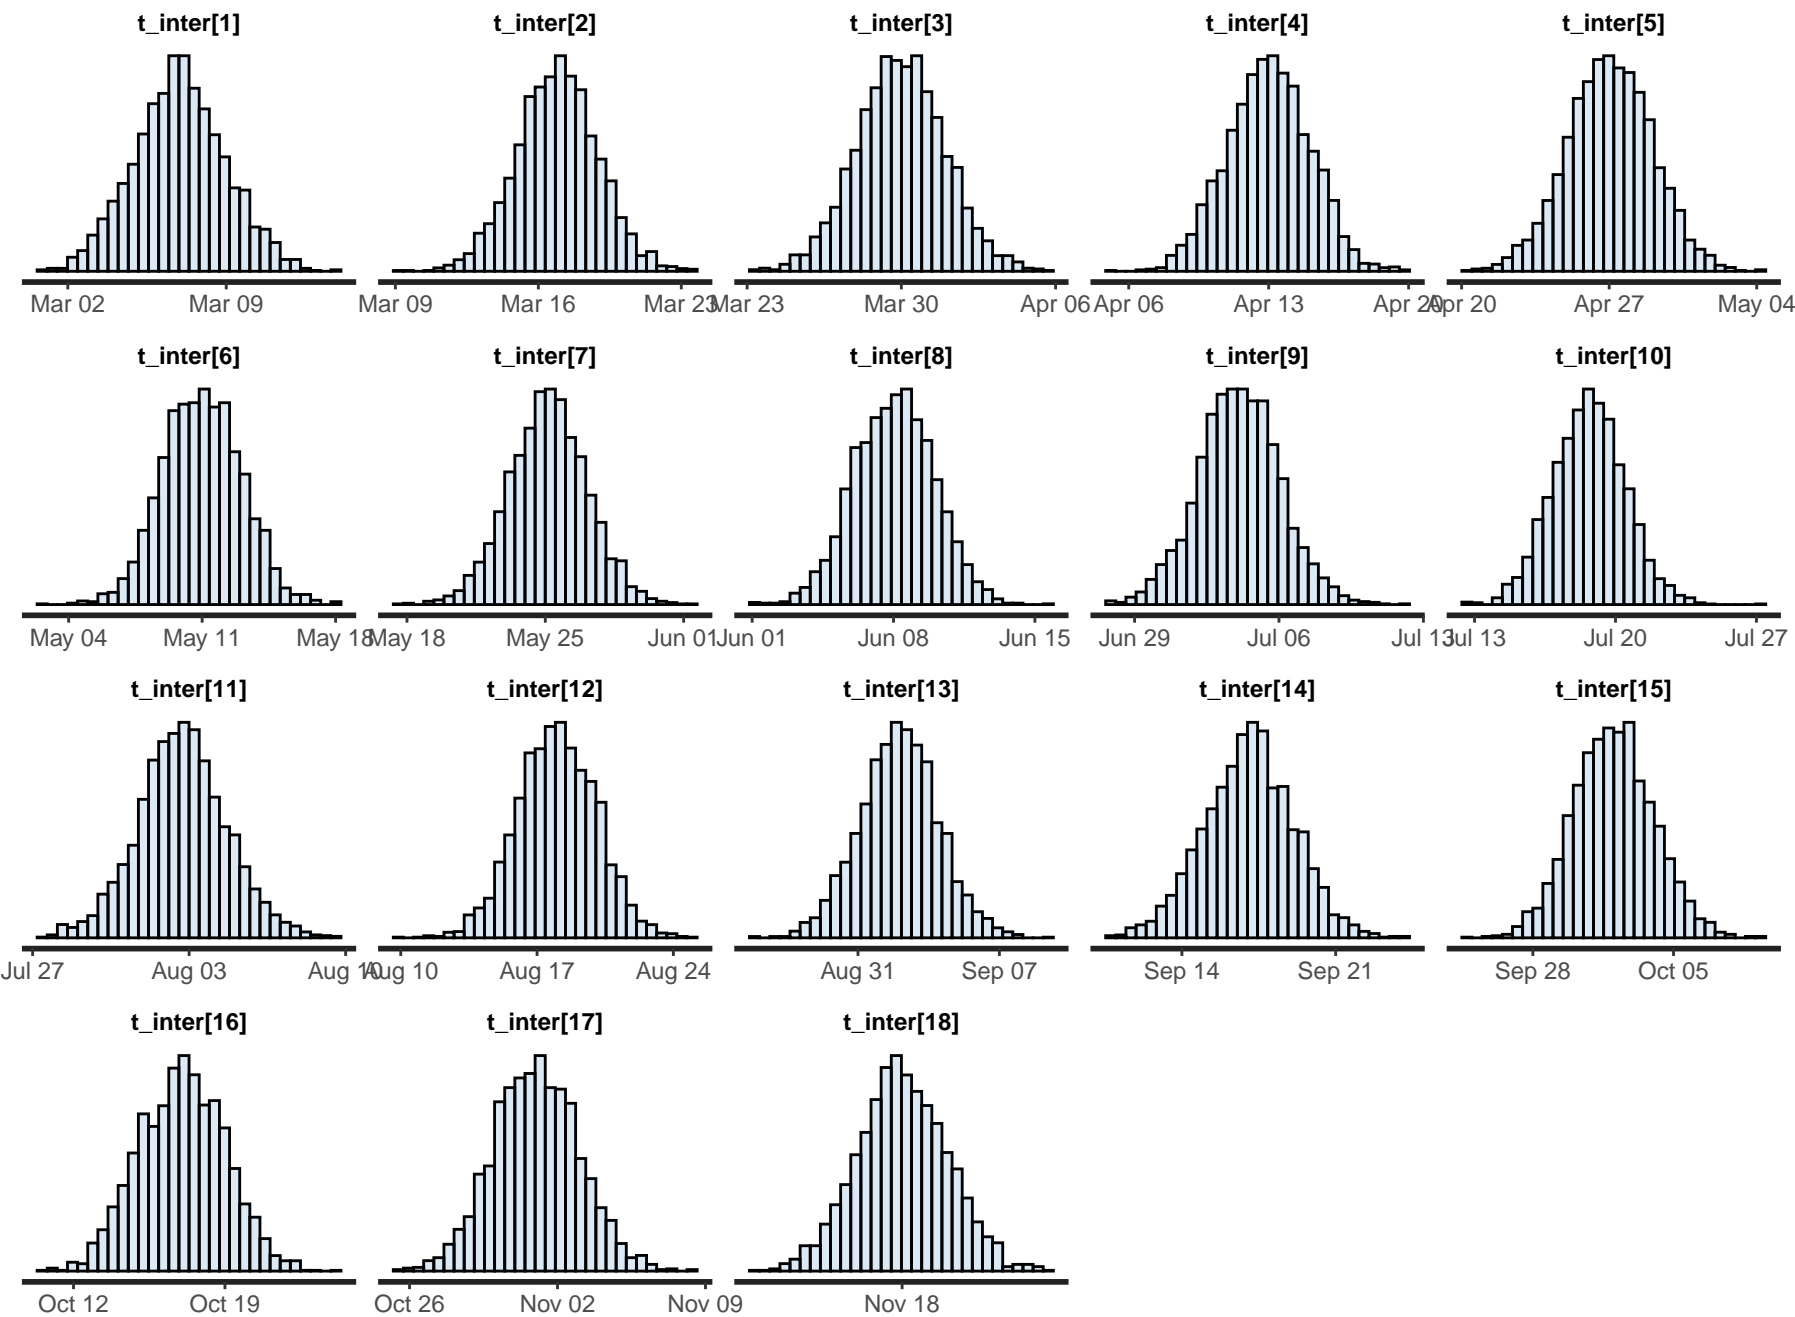 t_inter[1] t_inter[2] t_inter[3] t_inter[4] t_inter[5]
Mar 02 Mar 09 Mar 09 Mar 16 Mar 23 Mar 23 Mar 30 Apr 06 Apr 06 Apr 13 Apr 20 Apr 20 Apr 27 May 04
t_inter[6] t_inter[7] t_inter[8] t_inter[9] t_inter[10]
May 04 May 11 May 18 May 18 May 25 Jun 01 Jun 01 Jun 08 Jun 15 Jun 29 Jul 06 Jul 13 Jul 13 Jul 20 Jul 27
t_inter[11] t_inter[12] t_inter[13] t_inter[14] t_inter[15]
Jul 27 Aug 03 Aug 10 Aug 10 Aug 17 Aug 24 Aug 31 Sep 07 Sep 14 Sep 21 Sep 28 Oct 05
t_inter[16] t_inter[17] t_inter[18]
Oct 12 Oct 19 Oct 26 Nov 02 Nov 09 Nov 18